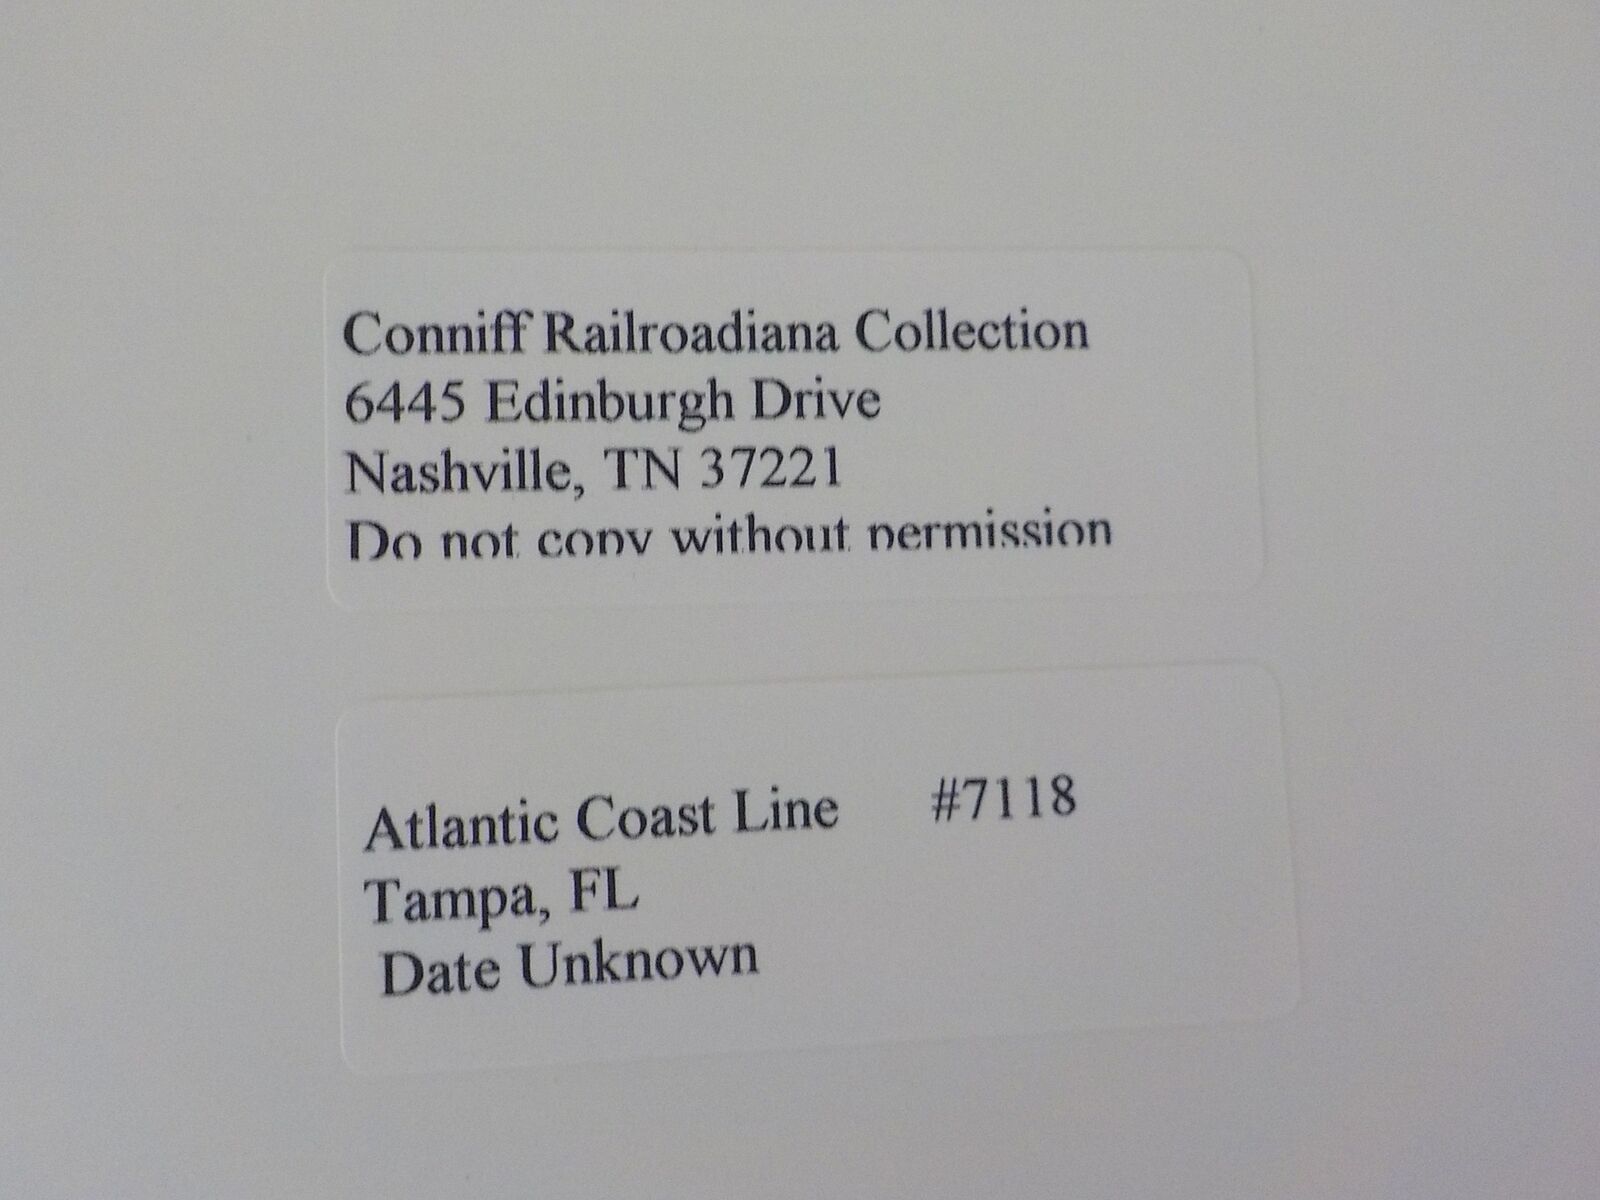 Conniff Railroadiana Collection
6445 Edinburgh Drive
Nashville, TN 37221
Do not copy without permission
Atlantic Coast Line #7118
Tampa, FL
Date Unknown